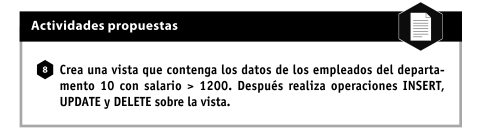 Actividades propuestas
8 Crea una vista que contenga los datos de los empleados del departa-
mento 10 con salario > 1200. Después realiza operaciones INSERT,
UPDATE y DELETE sobre la vista.